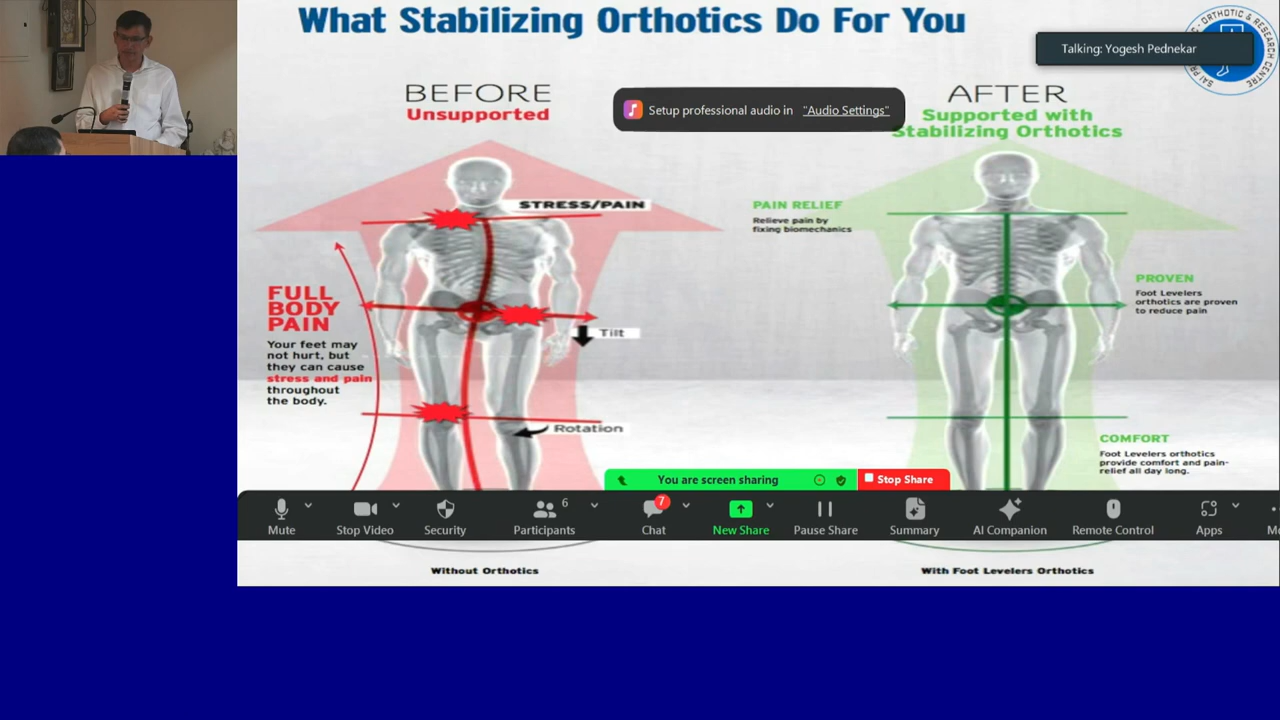 What Stabilizing Orthotics Do For You
ORTHOTIC & RESEARCH CENTRE
Talking: Yogesh Pednekar
Setup professional audio in "Audio Settings"
BEFORE
Unsupported
AFTER
Supported with
Stabilizing Orthotics
STRESS/PAIN
PAIN RELIEF
Relieve pain by
fixing biomechanics
FULL
BODY
PAIN
Your feet may
not hurt, but
they can cause
stress and pain
throughout
the body.
Tilt
Rotation
PROVEN
Foot Levelers
orthotics are proven
to reduce pain
COMFORT
Foot Levelers orthotics
provide comfort and pain-
relief all day long.
You are screen sharing
Stop Share
Mute
Stop Video
Security
Participants
6
Chat
7
New Share
Pause Share
Summary
AI Companion
Remote Control
Apps
Without Orthotics
With Foot Levelers Orthotics